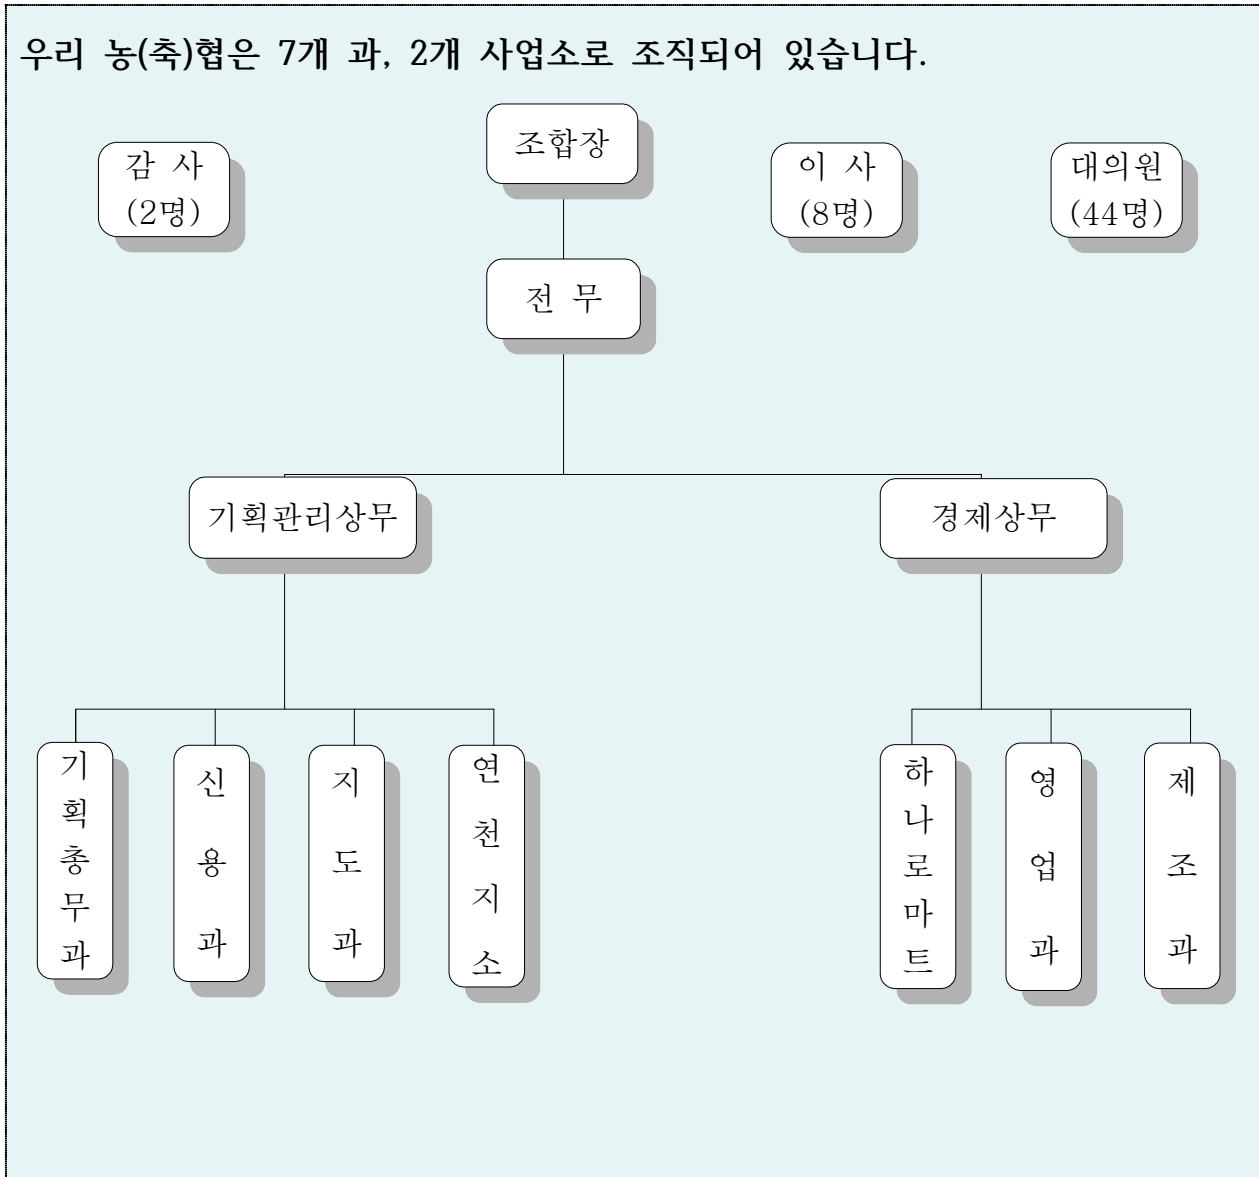 우리 농(축)협은 7개 과, 2개 사업소로 조직되어 있습니다.
조합장
감 사
(2명)
이 사
(8명)
대의원
(44명)
전 무
기획관리상무
경제상무
기획총무과
신용과
지도과
연천지소
하나로마트
영업과
제조과